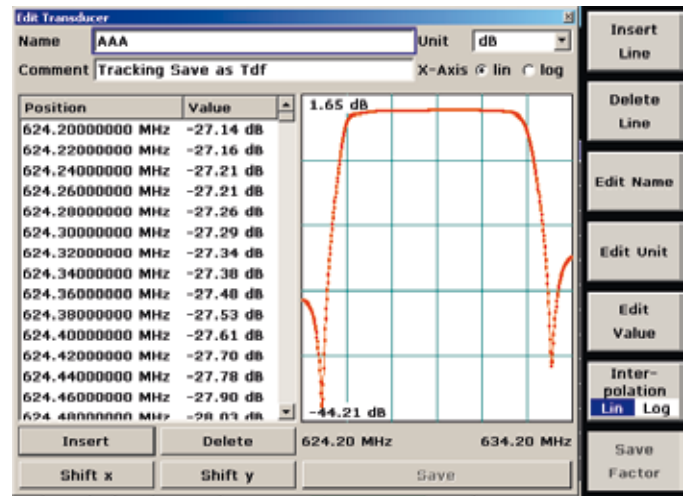 Edit Transducer
Name AAA Unit dB
Comment Tracking Save as Tdf X-Axis lin log
Position Value
624.20000000 MHz -27.14 dB
624.22000000 MHz -27.16 dB
624.24000000 MHz -27.21 dB
624.26000000 MHz -27.21 dB
624.28000000 MHz -27.26 dB
624.30000000 MHz -27.29 dB
624.32000000 MHz -27.34 dB
624.34000000 MHz -27.38 dB
624.36000000 MHz -27.48 dB
624.38000000 MHz -27.53 dB
624.40000000 MHz -27.61 dB
624.42000000 MHz -27.70 dB
624.44000000 MHz -27.78 dB
624.46000000 MHz -27.90 dB
624.48000000 MHz -28.03 dB
1.65 dB
-44.21 dB
624.20 MHz 634.20 MHz
Insert Delete
Shift x Shift y Save
Insert
Line
Delete
Line
Edit Name
Edit Unit
Edit
Value
Inter-
polation
Lin Log
Save
Factor